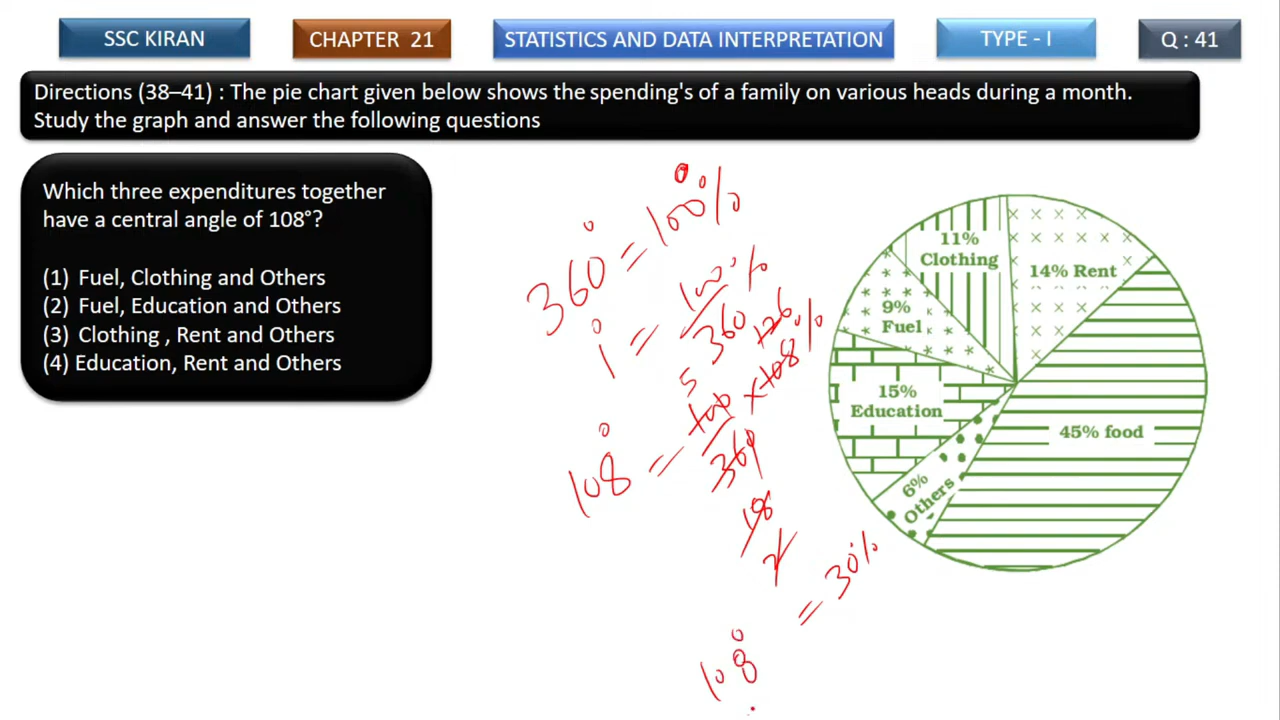 SSC KIRAN
CHAPTER 21
STATISTICS AND DATA INTERPRETATION
TYPE - I
Q : 41
Directions (38–41) : The pie chart given below shows the spending's of a family on various heads during a month.
Study the graph and answer the following questions
Which three expenditures together
have a central angle of 108°?
(1) Fuel, Clothing and Others
(2) Fuel, Education and Others
(3) Clothing , Rent and Others
(4) Education, Rent and Others
360° = 100%
1° = 100/360 %
108° = 100/360 × 108%
= 30%
108°
11%
Clothing
14% Rent
9%
Fuel
15%
Education
45% food
6%
Others